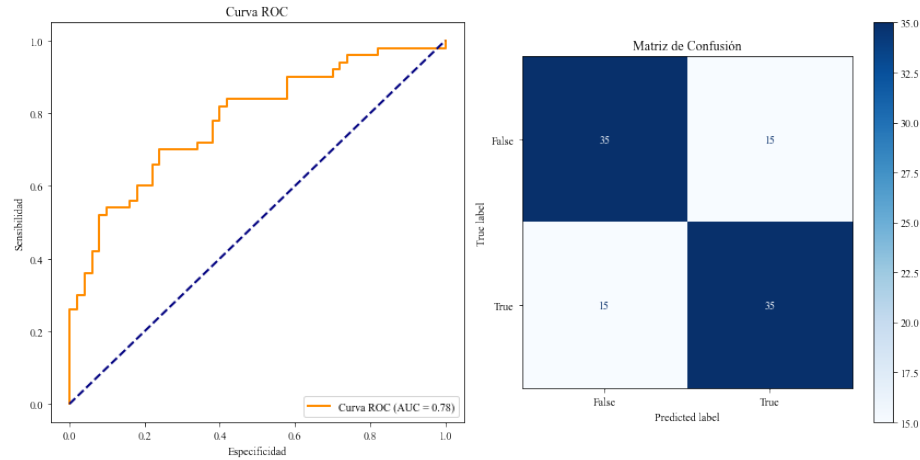 Curva ROC
1.0
0.8
0.6
0.4
0.2
0.0
Sensibilidad
0.0 0.2 0.4 0.6 0.8 1.0
Especificidad
Curva ROC (AUC = 0.78)
Matriz de Confusión
False
True
True label
35 15
15 35
False True
Predicted label
35.0
32.5
30.0
27.5
25.0
22.5
20.0
17.5
15.0